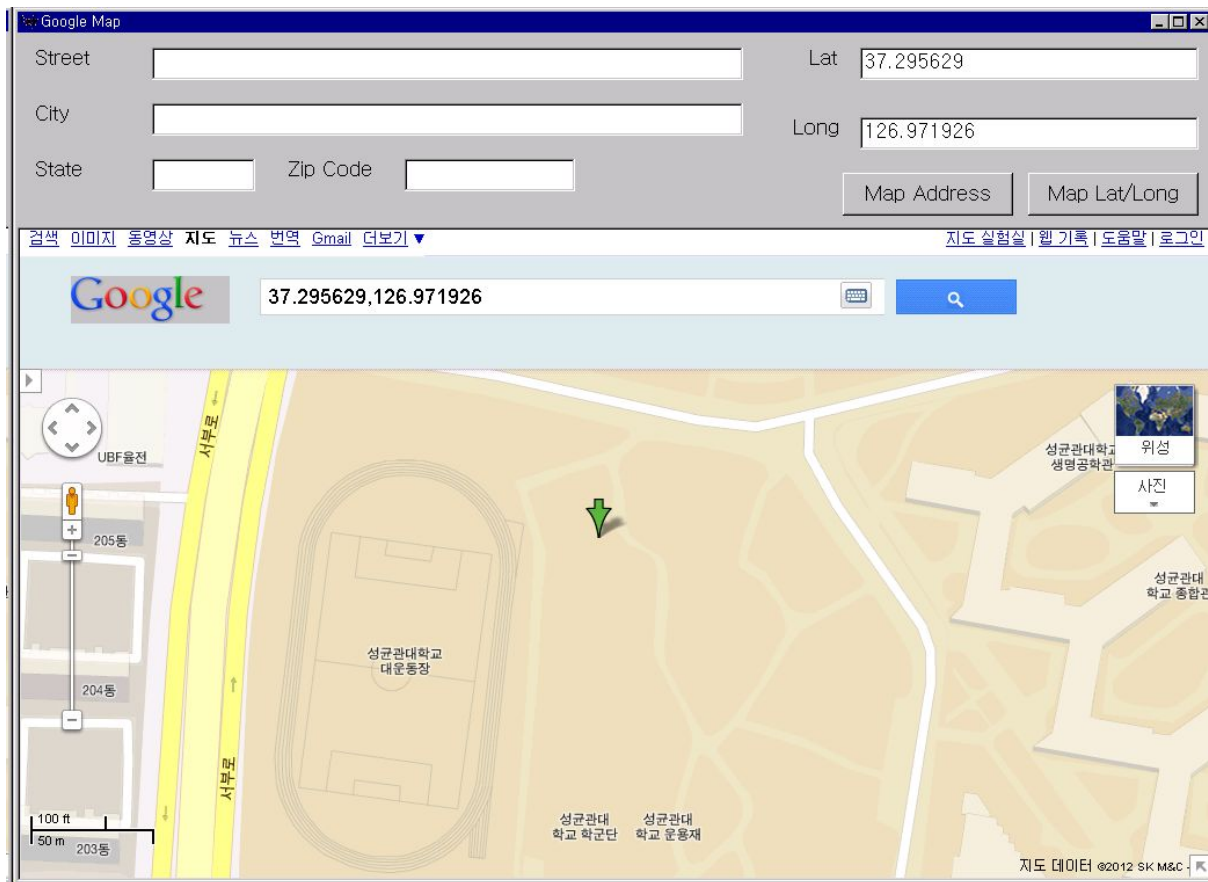 Google Map
Street
Lat 37.295629
City
Long 126.971926
State
Zip Code
Map Address
Map Lat/Long
검색 이미지 동영상 지도 뉴스 번역 Gmail 더보기 ▼
지도 실험실 | 웹 기록 | 도움말 | 로그인
Google
37.295629,126.971926
서부로
UBF율전
위성
성균관대학교
생명공학관
사진
205동
성균관대
학교 종합관
성균관대학교
대운동장
204동
서부로
성균관대
학교 학군단
성균관대
학교 운용재
100 ft
50 m
203동
지도 데이터 ©2012 SK M&C -